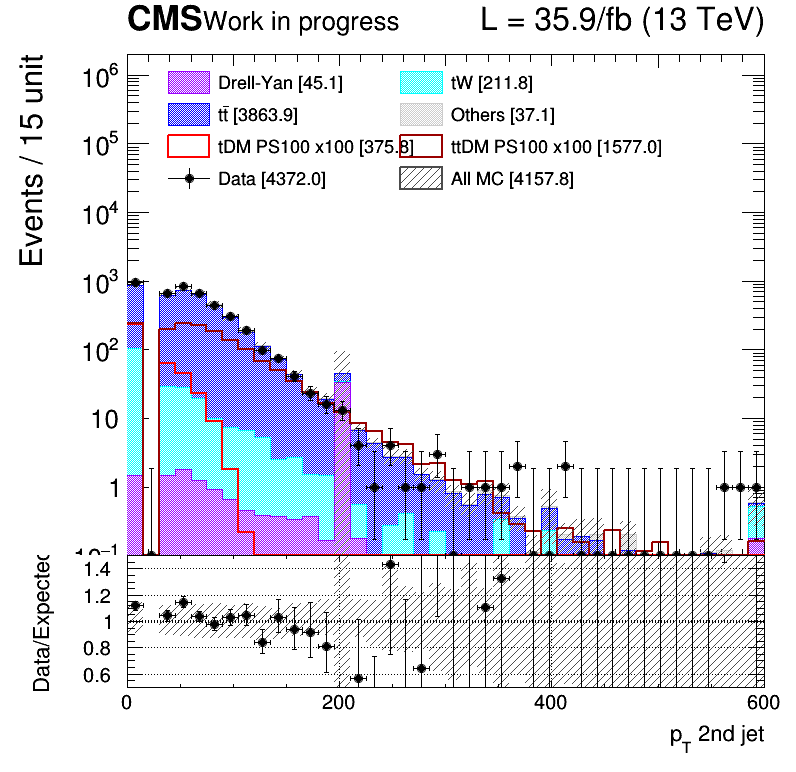 CMS Work in progress L = 35.9/fb (13 TeV)
Events / 15 unit
Drell-Yan [45.1] tW [211.8]
tt̄ [3863.9] Others [37.1]
tDM PS100 x100 [375.8] ttDM PS100 x100 [1577.0]
Data [4372.0] All MC [4157.8]
10⁶
10⁵
10⁴
10³
10²
10
1
10⁻¹
Data/Expected
1.4
1.2
1
0.8
0.6
0 200 400 600
p_T 2nd jet